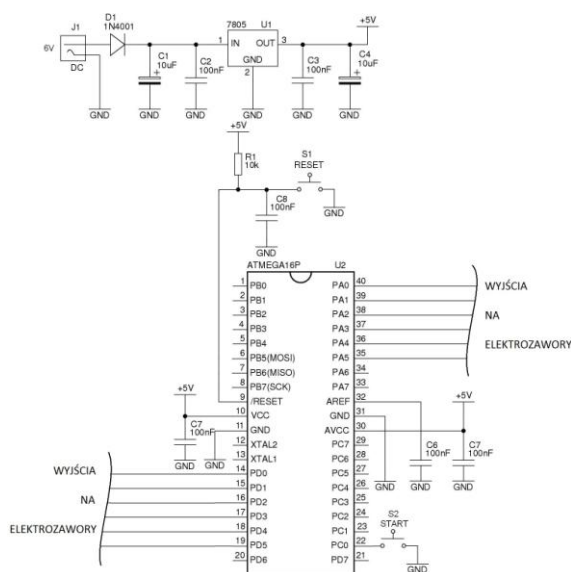 J1
6V
DC
D1
1N4001
C1
10uF
+
C2
100nF
7805
U1
1
IN
OUT
3
GND
2
C3
100nF
+5V
C4
10uF
+
GND
GND
GND
GND
GND
GND
+5V
R1
10k
S1
RESET
C8
100nF
GND
GND
ATMEGA16P
U2
1 PB0
PA0 40
2 PB1
PA1 39
3 PB2
PA2 38
4 PB3
PA3 37
5 PB4
PA4 36
6 PB5(MOSI)
PA5 35
7 PB6(MISO)
PA6 34
8 PB7(SCK)
PA7 33
9 /RESET
AREF 32
10 VCC
GND 31
11 GND
AVCC 30
12 XTAL2
PC7 29
13 XTAL1
PC6 28
14 PD0
PC5 27
15 PD1
PC4 26
16 PD2
PC3 25
17 PD3
PC2 24
18 PD4
PC1 23
19 PD5
PC0 22
20 PD6
PD7 21
WYJŚCIA
NA
ELEKTROZAWORY
+5V
C7
100nF
GND
GND
+5V
C6
100nF
C7
100nF
GND
GND
GND
WYJŚCIA
NA
ELEKTROZAWORY
S2
START
GND